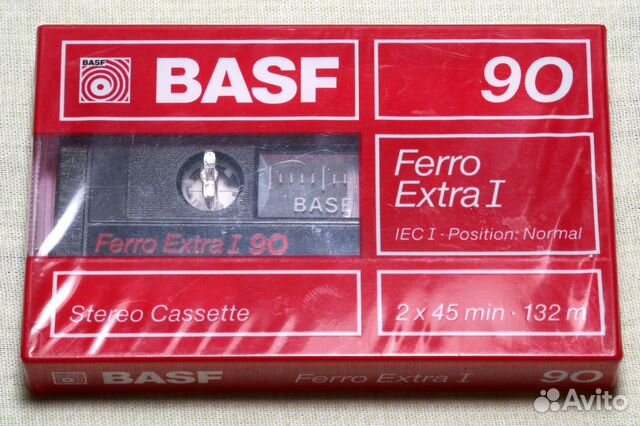 BASF
BASF
90
Ferro
Extra I
IEC I · Position: Normal
BASF
Ferro Extra I 90
Stereo Cassette
2 x 45 min · 132 m
BASF
Ferro Extra I
90
Avito